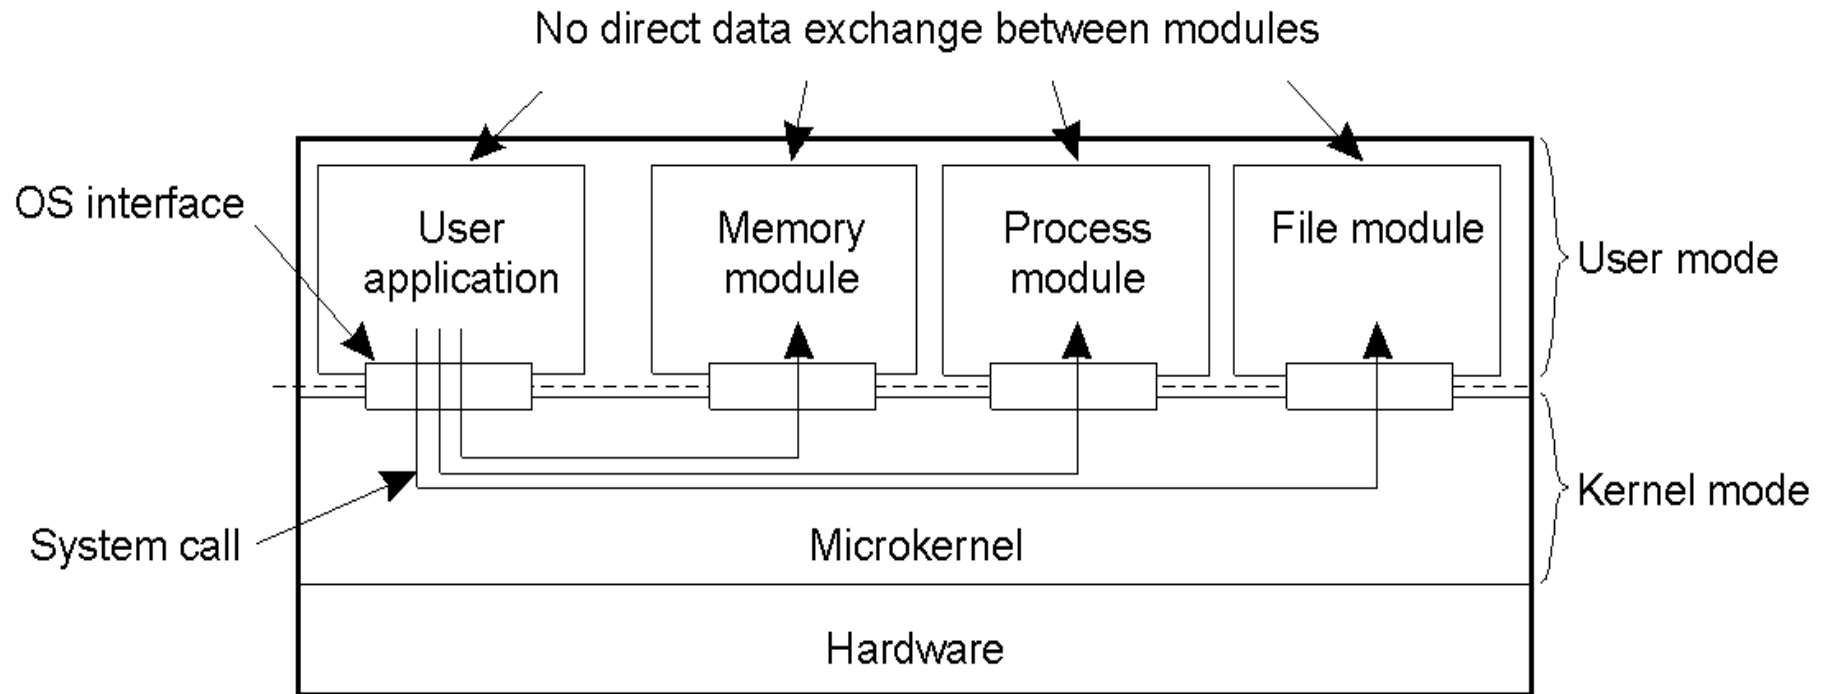 No direct data exchange between modules
OS interface
User
application
Memory
module
Process
module
File module
User mode
Kernel mode
System call
Microkernel
Hardware